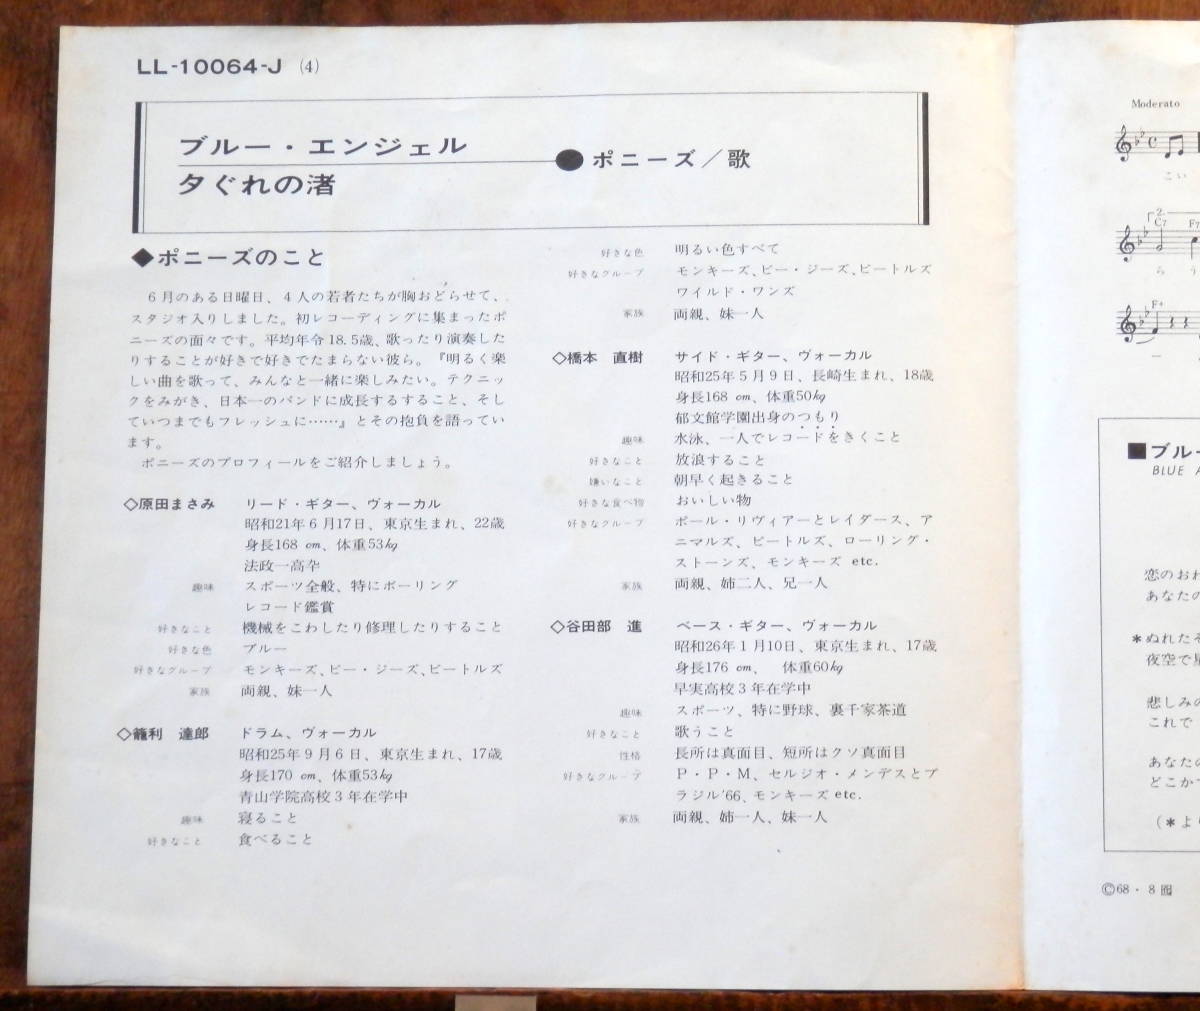 LL-10064-J (4)
ブルー・エンジェル
夕ぐれの渚
●ポニーズ/歌
◆ポニーズのこと
6月のある日曜日、4人の若者たちが胸おどらせて、
スタジオ入りしました。初レコーディングに集まったポ
ニーズの面々です。平均年令18.5歳、歌ったり演奏した
りすることが好きで好きでたまらない彼ら。『明るく楽
しい曲を歌って、みんなと一緒に楽しみたい。テクニッ
クをみがき、日本一のバンドに成長するすること、そし
ていつまでもフレッシュに……』とその抱負を語ってい
ます。
ポニーズのプロフィールをご紹介しましょう。
◇原田まさみ リード・ギター、ヴォーカル
昭和21年6月17日、東京生まれ、22歳
身長168cm、体重53kg
法政一高卒
趣味 スポーツ全般、特にボーリング
レコード鑑賞
好きなこと 機械をこわしたり修理したりすること
好きな色 ブルー
好きなグループ モンキーズ、ビー・ジーズ、ビートルズ
家族 両親、妹一人
◇籠利 達郎 ドラム、ヴォーカル
昭和25年9月6日、東京生まれ、17歳
身長170cm、体重53kg
青山学院高校3年在学中
趣味 寝ること
好きなこと 食べること
好きな色 明るい色すべて
好きなグループ モンキーズ、ビー・ジーズ、ビートルズ
ワイルド・ワンズ
家族 両親、妹一人
◇橋本 直樹 サイド・ギター、ヴォーカル
昭和25年5月9日、長崎生まれ、18歳
身長168cm、体重50kg
郁文館学園出身のつもり
趣味 水泳、一人でレコードをきくこと
好きなこと 放浪すること
嫌いなこと 朝早く起きること
好きな食べ物 おいしい物
好きなグループ ポール・リヴィアーとレイダース、ア
ニマルズ、ビートルズ、ローリング・
ストーンズ、モンキーズ etc.
家族 両親、姉二人、兄一人
◇谷田部 進 ベース・ギター、ヴォーカル
昭和26年1月10日、東京生まれ、17歳
身長176cm、 体重60kg
早実高校3年在学中
趣味 スポーツ、特に野球、裏千家茶道
好きなこと 歌うこと
性格 長所は真面目、短所はクソ真面目
好きなグループ P・P・M、セルジオ・メンデスとブ
ラジル'66、モンキーズ etc.
家族 両親、姉一人、妹一人
Moderato
こい
2.
C7 F7
らう
F+
ー
■ブルー
BLUE A
恋のおわ
あなたの
*ぬれたそ
夜空で星
悲しみの
これで
あなたの
どこかで
(*より
©68・8